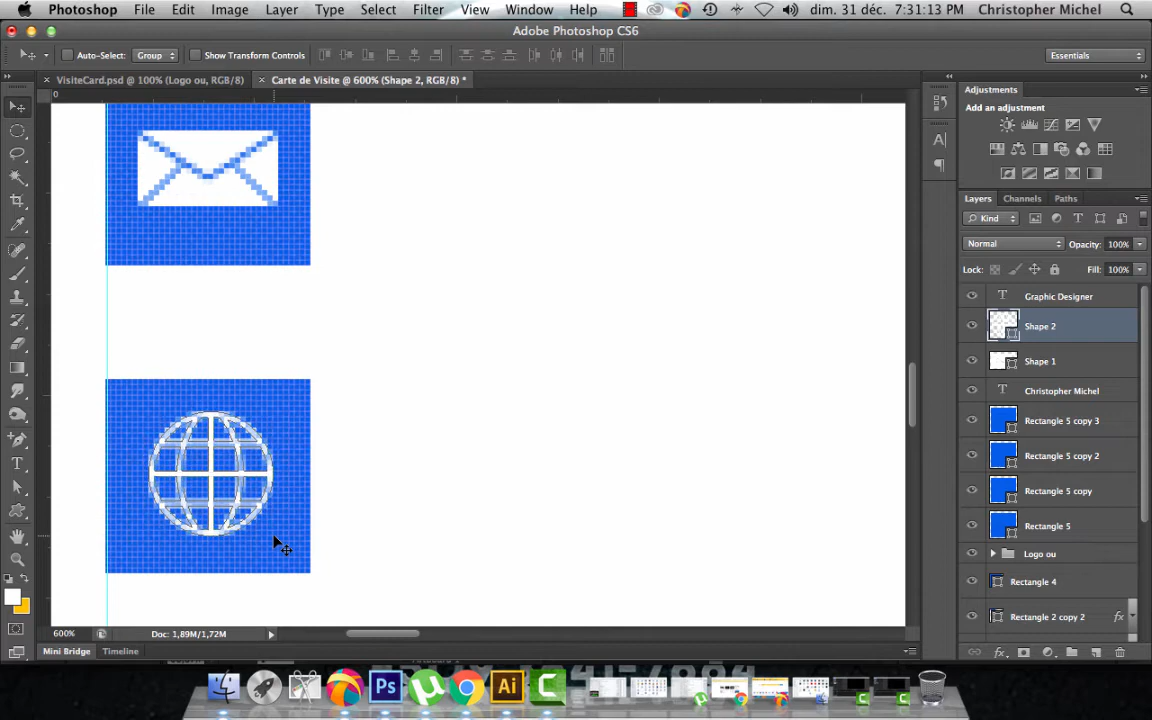 Photoshop File Edit Image Layer Type Select Filter View Window Help dim. 31 déc. 7:31:13 PM Christopher Michel
Adobe Photoshop CS6
Auto-Select: Group Show Transform Controls Essentials
VisiteCard.psd @ 100% (Logo ou, RGB/8) Carte de Visite @ 600% (Shape 2, RGB/8) *
0
Adjustments
Add an adjustment
Layers Channels Paths
Kind
Normal Opacity: 100%
Lock: Fill: 100%
Graphic Designer
Shape 2
Shape 1
Christopher Michel
Rectangle 5 copy 3
Rectangle 5 copy 2
Rectangle 5 copy
Rectangle 5
Logo ou
Rectangle 4
Rectangle 2 copy 2 fx
600% Doc: 1,89M/1,72M
Mini Bridge Timeline
Ps Ai